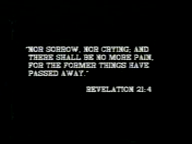 "NOR SORROW, NOR CRYING; AND
THERE SHALL BE NO MORE PAIN,
FOR THE FORMER THINGS HAVE
PASSED AWAY."
REVELATION 21:4